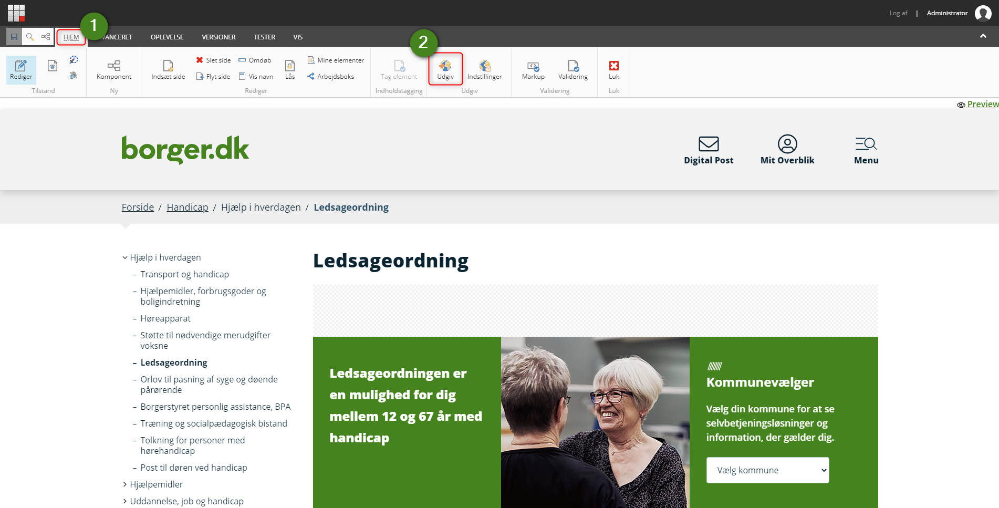 Log af | Administrator
1
2
HJEM
VANCERET OPLEVELSE VERSIONER TESTER VIS
Rediger
Tilstand
Komponent
Ny
Indsæt side
Slet side
Flyt side
Omdøb
Vis navn
Lås
Mine elementer
Arbejdsboks
Rediger
Tag element
Indholdstagging
Udgiv
Indstillinger
Udgiv
Markup
Validering
Validering
Luk
Luk
Preview
borger.dk
Digital Post
Mit Overblik
Menu
Forside / Handicap / Hjælp i hverdagen / Ledsageordning
Hjælp i hverdagen
– Transport og handicap
– Hjælpemidler, forbrugsgoder og
boligindretning
– Høreapparat
– Støtte til nødvendige merudgifter
voksne
– Ledsageordning
– Orlov til pasning af syge og døende
pårørende
– Borgerstyret personlig assistance, BPA
– Træning og socialpædagogisk bistand
– Tolkning for personer med
hørehandicap
– Post til døren ved handicap
Hjælpemidler
Uddannelse, job og handicap
Ledsageordning
Ledsageordningen er
en mulighed for dig
mellem 12 og 67 år med
handicap
Kommunevælger
Vælg din kommune for at se
selvbetjeningsløsninger og
information, der gælder dig.
Vælg kommune